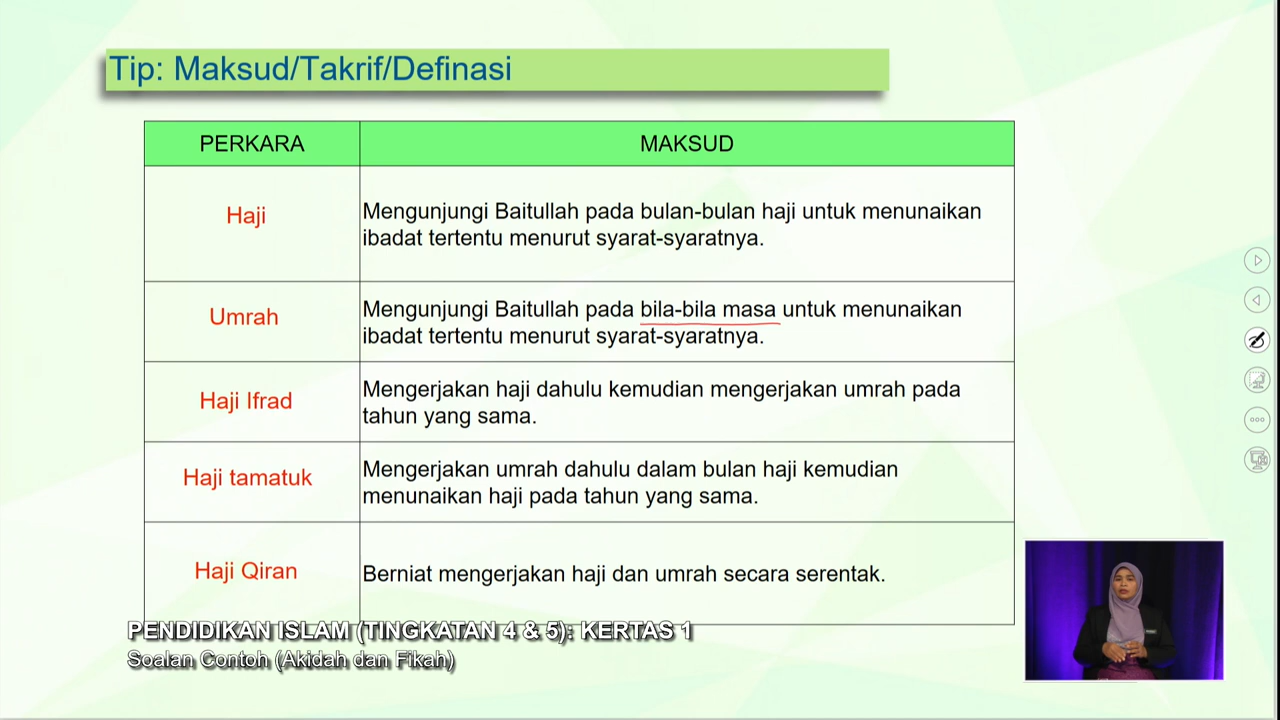 Tip: Maksud/Takrif/Definasi
PERKARA
MAKSUD
Haji
Mengunjungi Baitullah pada bulan-bulan haji untuk menunaikan
ibadat tertentu menurut syarat-syaratnya.
Umrah
Mengunjungi Baitullah pada bila-bila masa untuk menunaikan
ibadat tertentu menurut syarat-syaratnya.
Haji Ifrad
Mengerjakan haji dahulu kemudian mengerjakan umrah pada
tahun yang sama.
Haji tamatuk
Mengerjakan umrah dahulu dalam bulan haji kemudian
menunaikan haji pada tahun yang sama.
Haji Qiran
Berniat mengerjakan haji dan umrah secara serentak.
PENDIDIKAN ISLAM (TINGKATAN 4 & 5): KERTAS 1
Soalan Contoh (Akidah dan Fikah)